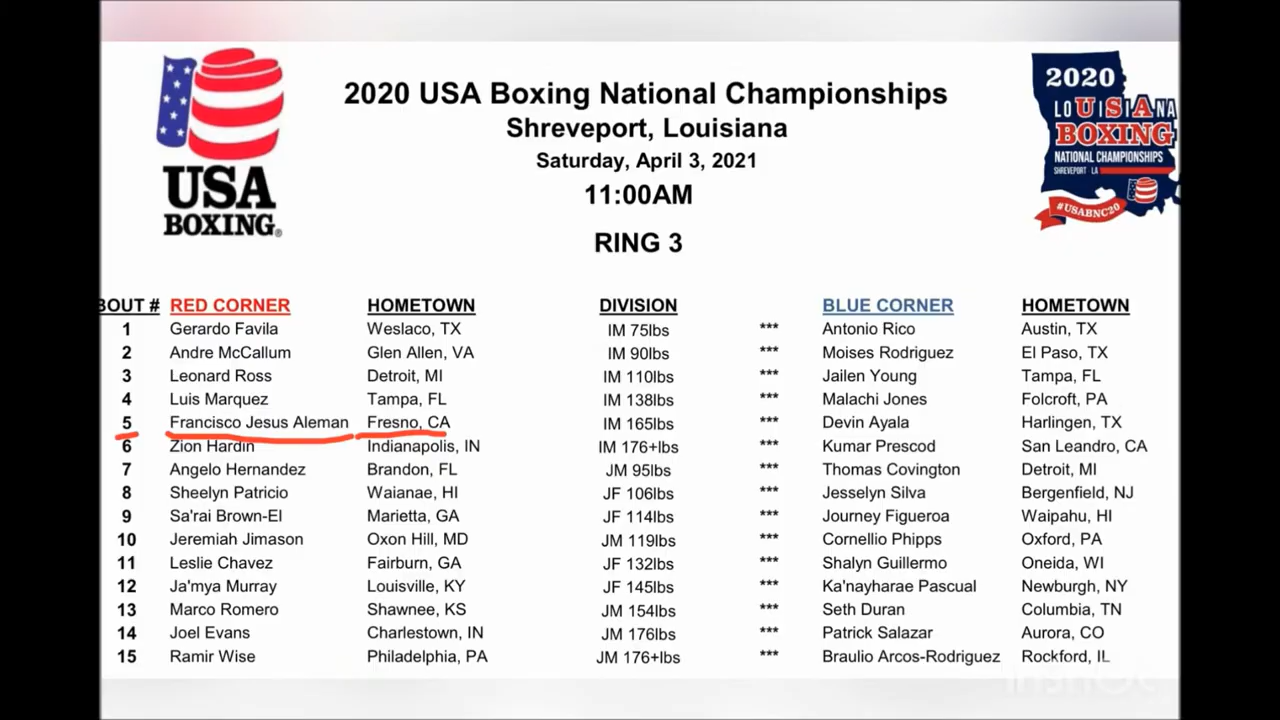 USA
BOXING®
2020 USA Boxing National Championships
Shreveport, Louisiana
Saturday, April 3, 2021
11:00AM
RING 3
2020
LOUISIANA
BOXING
NATIONAL CHAMPIONSHIPS
SHREVEPORT LA
#USABNC20
BOUT # RED CORNER HOMETOWN DIVISION BLUE CORNER HOMETOWN
1 Gerardo Favila Weslaco, TX IM 75lbs *** Antonio Rico Austin, TX
2 Andre McCallum Glen Allen, VA IM 90lbs *** Moises Rodriguez El Paso, TX
3 Leonard Ross Detroit, MI IM 110lbs *** Jailen Young Tampa, FL
4 Luis Marquez Tampa, FL IM 138lbs *** Malachi Jones Folcroft, PA
5 Francisco Jesus Aleman Fresno, CA IM 165lbs *** Devin Ayala Harlingen, TX
6 Zion Hardin Indianapolis, IN IM 176+lbs *** Kumar Prescod San Leandro, CA
7 Angelo Hernandez Brandon, FL JM 95lbs *** Thomas Covington Detroit, MI
8 Sheelyn Patricio Waianae, HI JF 106lbs *** Jesselyn Silva Bergenfield, NJ
9 Sa'rai Brown-El Marietta, GA JF 114lbs *** Journey Figueroa Waipahu, HI
10 Jeremiah Jimason Oxon Hill, MD JM 119lbs *** Cornellio Phipps Oxford, PA
11 Leslie Chavez Fairburn, GA JF 132lbs *** Shalyn Guillermo Oneida, WI
12 Ja'mya Murray Louisville, KY JF 145lbs *** Ka'nayharae Pascual Newburgh, NY
13 Marco Romero Shawnee, KS JM 154lbs *** Seth Duran Columbia, TN
14 Joel Evans Charlestown, IN JM 176lbs *** Patrick Salazar Aurora, CO
15 Ramir Wise Philadelphia, PA JM 176+lbs *** Braulio Arcos-Rodriguez Rockford, IL
InShOt